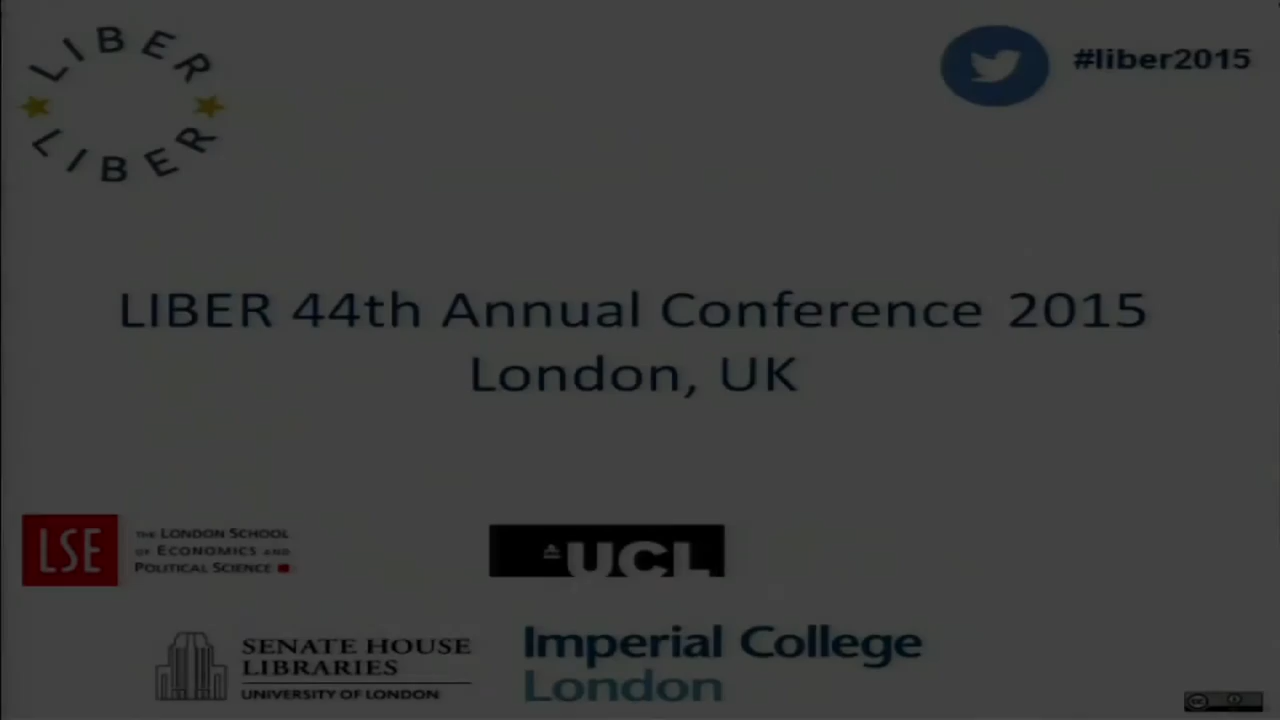 LIBER
LIBER
#liber2015
LIBER 44th Annual Conference 2015
London, UK
LSE
THE LONDON SCHOOL
OF ECONOMICS AND
POLITICAL SCIENCE
UCL
SENATE HOUSE
LIBRARIES
UNIVERSITY OF LONDON
Imperial College
London
cc